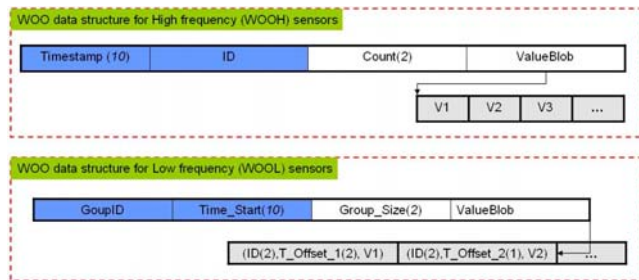 WOO data structure for High frequency (WOOH) sensors
Timestamp (10) ID Count(2) ValueBlob
V1 V2 V3 ...
WOO data structure for Low frequency (WOOL) sensors
GoupID Time_Start(10) Group_Size(2) ValueBlob
(ID(2),T_Offset_1(2), V1) (ID(2),T_Offset_2(1), V2) ...